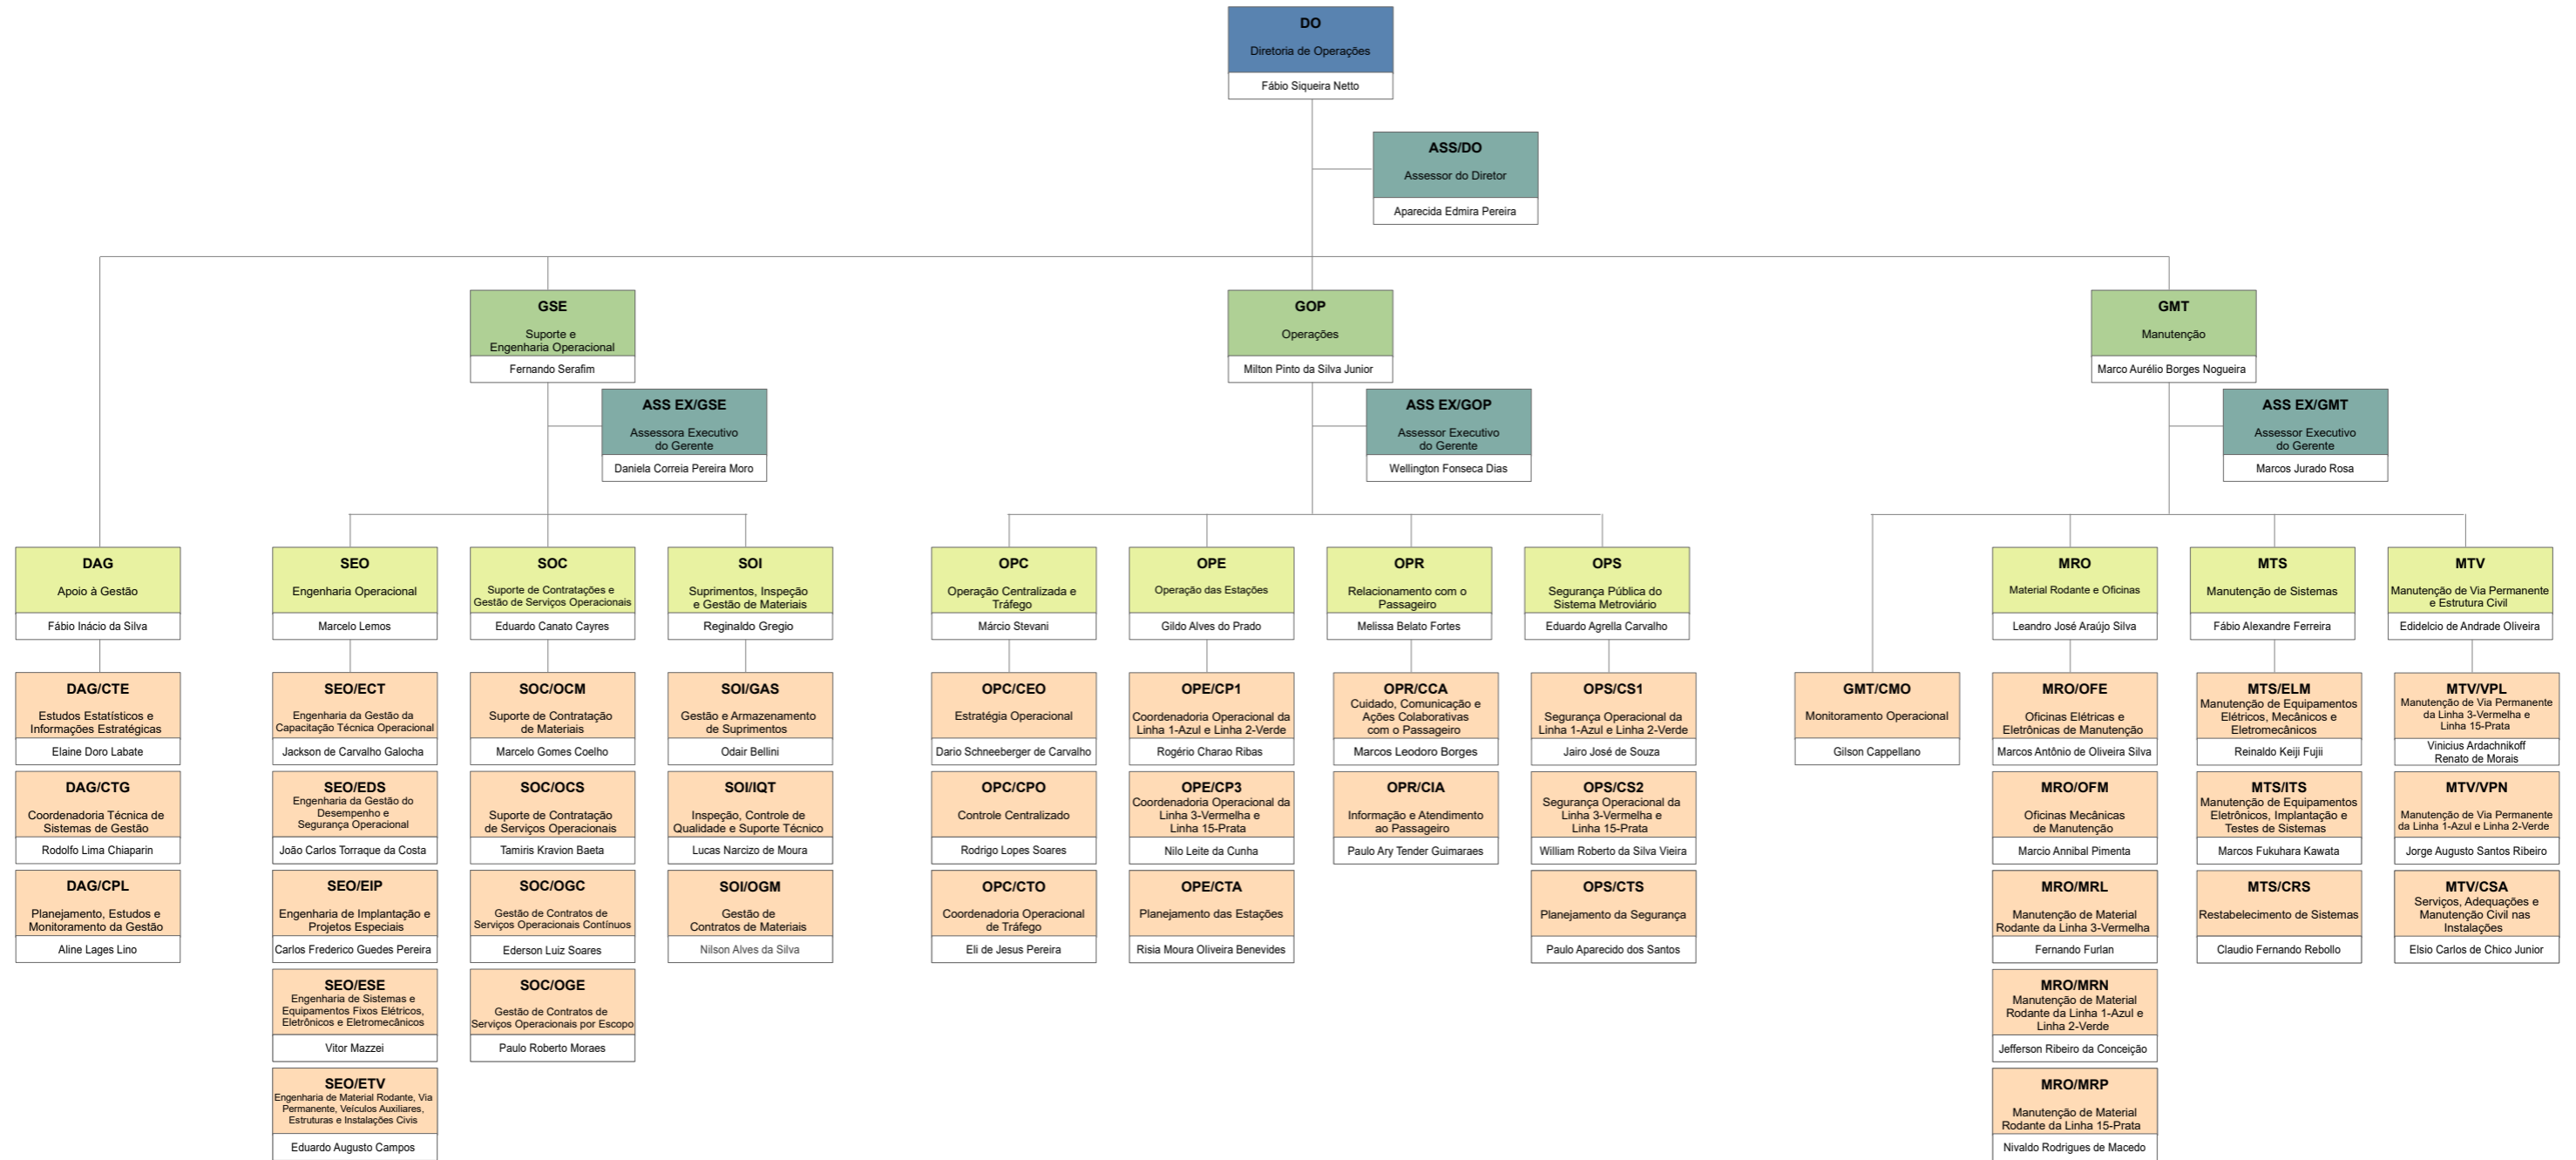 DO
Diretoria de Operações
Fábio Siqueira Netto
ASS/DO
Assessor do Diretor
Aparecida Edmira Pereira
GSE
Suporte e
Engenharia Operacional
Fernando Serafim
ASS EX/GSE
Assessora Executivo
do Gerente
Daniela Correia Pereira Moro
GOP
Operações
Milton Pinto da Silva Junior
ASS EX/GOP
Assessor Executivo
do Gerente
Wellington Fonseca Dias
GMT
Manutenção
Marco Aurélio Borges Nogueira
ASS EX/GMT
Assessor Executivo
do Gerente
Marcos Jurado Rosa
DAG
Apoio à Gestão
Fábio Inácio da Silva
DAG/CTE
Estudos Estatísticos e
Informações Estratégicas
Elaine Doro Labate
DAG/CTG
Coordenadoria Técnica de
Sistemas de Gestão
Rodolfo Lima Chiaparin
DAG/CPL
Planejamento, Estudos e
Monitoramento da Gestão
Aline Lages Lino
SEO
Engenharia Operacional
Marcelo Lemos
SEO/ECT
Engenharia da Gestão da
Capacitação Técnica Operacional
Jackson de Carvalho Galocha
SEO/EDS
Engenharia da Gestão do
Desempenho e
Segurança Operacional
João Carlos Torraque da Costa
SEO/EIP
Engenharia de Implantação e
Projetos Especiais
Carlos Frederico Guedes Pereira
SEO/ESE
Engenharia de Sistemas e
Equipamentos Fixos Elétricos,
Eletrônicos e Eletromecânicos
Vitor Mazzei
SEO/ETV
Engenharia de Material Rodante, Via
Permanente, Veículos Auxiliares,
Estruturas e Instalações Civis
Eduardo Augusto Campos
SOC
Suporte de Contratações e
Gestão de Serviços Operacionais
Eduardo Canato Cayres
SOC/OCM
Suporte de Contratação
de Materiais
Marcelo Gomes Coelho
SOC/OCS
Suporte de Contratação
de Serviços Operacionais
Tamiris Kravion Baeta
SOC/OGC
Gestão de Contratos de
Serviços Operacionais Contínuos
Ederson Luiz Soares
SOC/OGE
Gestão de Contratos de
Serviços Operacionais por Escopo
Paulo Roberto Moraes
SOI
Suprimentos, Inspeção
e Gestão de Materiais
Reginaldo Gregio
SOI/GAS
Gestão e Armazenamento
de Suprimentos
Odair Bellini
SOI/IQT
Inspeção, Controle de
Qualidade e Suporte Técnico
Lucas Narcizo de Moura
SOI/OGM
Gestão de
Contratos de Materiais
Nilson Alves da Silva
OPC
Operação Centralizada e
Tráfego
Márcio Stevani
OPC/CEO
Estratégia Operacional
Dario Schneeberger de Carvalho
OPC/CPO
Controle Centralizado
Rodrigo Lopes Soares
OPC/CTO
Coordenadoria Operacional
de Tráfego
Eli de Jesus Pereira
OPE
Operação das Estações
Gildo Alves do Prado
OPE/CP1
Coordenadoria Operacional da
Linha 1-Azul e Linha 2-Verde
Rogério Charao Ribas
OPE/CP3
Coordenadoria Operacional da
Linha 3-Vermelha e
Linha 15-Prata
Nilo Leite da Cunha
OPE/CTA
Planejamento das Estações
Risia Moura Oliveira Benevides
OPR
Relacionamento com o
Passageiro
Melissa Belato Fortes
OPR/CCA
Cuidado, Comunicação e
Ações Colaborativas
com o Passageiro
Marcos Leodoro Borges
OPR/CIA
Informação e Atendimento
ao Passageiro
Paulo Ary Tender Guimaraes
OPS
Segurança Pública do
Sistema Metroviário
Eduardo Agrella Carvalho
OPS/CS1
Segurança Operacional da
Linha 1-Azul e Linha 2-Verde
Jairo José de Souza
OPS/CS2
Segurança Operacional da
Linha 3-Vermelha e
Linha 15-Prata
William Roberto da Silva Vieira
OPS/CTS
Planejamento da Segurança
Paulo Aparecido dos Santos
GMT/CMO
Monitoramento Operacional
Gilson Cappellano
MRO
Material Rodante e Oficinas
Leandro José Araújo Silva
MRO/OFE
Oficinas Elétricas e
Eletrônicas de Manutenção
Marcos Antônio de Oliveira Silva
MRO/OFM
Oficinas Mecânicas
de Manutenção
Marcio Annibal Pimenta
MRO/MRL
Manutenção de Material
Rodante da Linha 3-Vermelha
Fernando Furlan
MRO/MRN
Manutenção de Material
Rodante da Linha 1-Azul e
Linha 2-Verde
Jefferson Ribeiro da Conceição
MRO/MRP
Manutenção de Material
Rodante da Linha 15-Prata
Nivaldo Rodrigues de Macedo
MTS
Manutenção de Sistemas
Fábio Alexandre Ferreira
MTS/ELM
Manutenção de Equipamentos
Elétricos, Mecânicos e
Eletromecânicos
Reinaldo Keiji Fujii
MTS/ITS
Manutenção de Equipamentos
Eletrônicos, Implantação e
Testes de Sistemas
Marcos Fukuhara Kawata
MTS/CRS
Restabelecimento de Sistemas
Claudio Fernando Rebollo
MTV
Manutenção de Via Permanente
e Estrutura Civil
Edidelcio de Andrade Oliveira
MTV/VPL
Manutenção de Via Permanente
da Linha 3-Vermelha e
Linha 15-Prata
Vinicius Ardachnikoff
Renato de Morais
MTV/VPN
Manutenção de Via Permanente
da Linha 1-Azul e Linha 2-Verde
Jorge Augusto Santos Ribeiro
MTV/CSA
Serviços, Adequações e
Manutenção Civil nas
Instalações
Elsio Carlos de Chico Junior